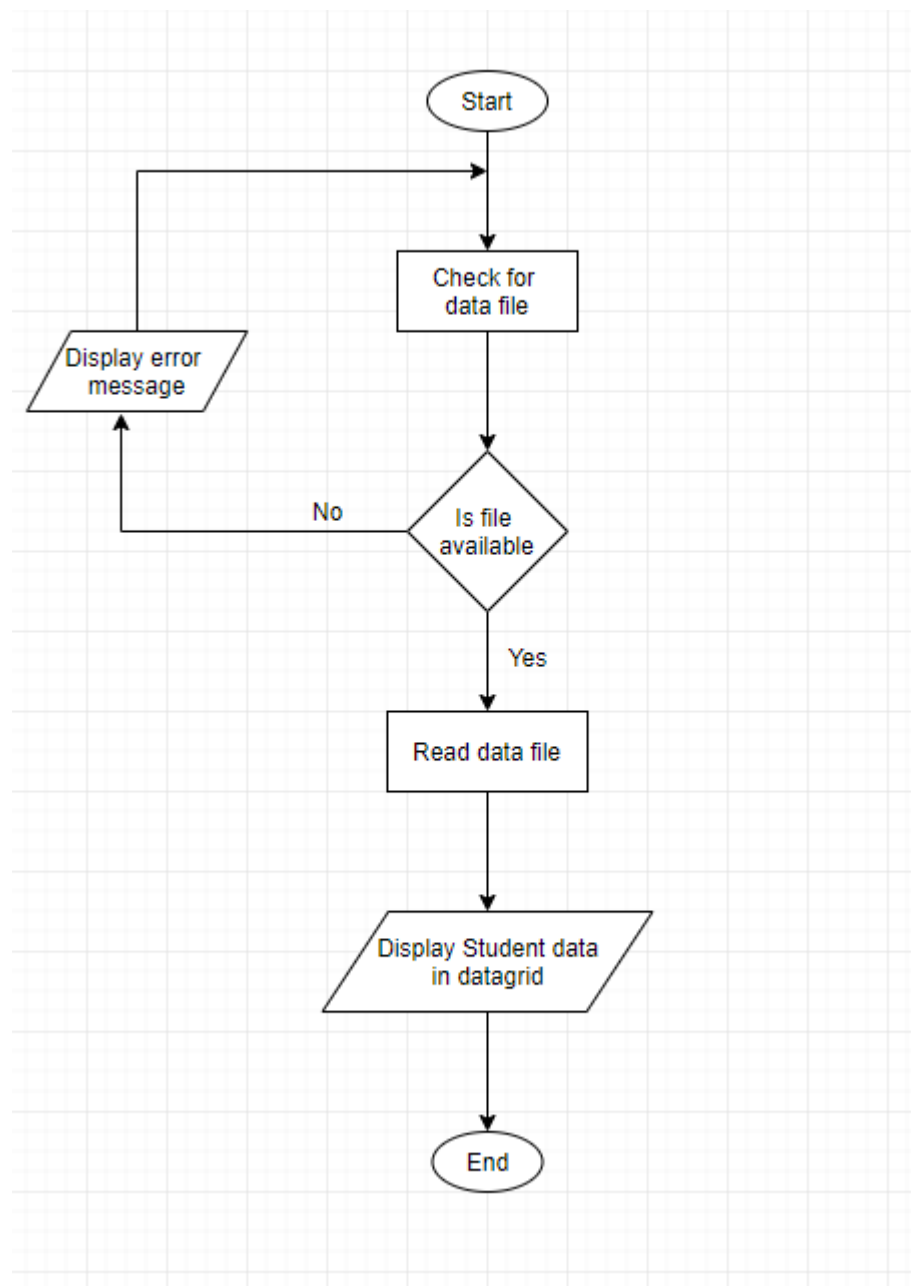 Start
Check for
data file
Display error
message
No
Is file
available
Yes
Read data file
Display Student data
in datagrid
End